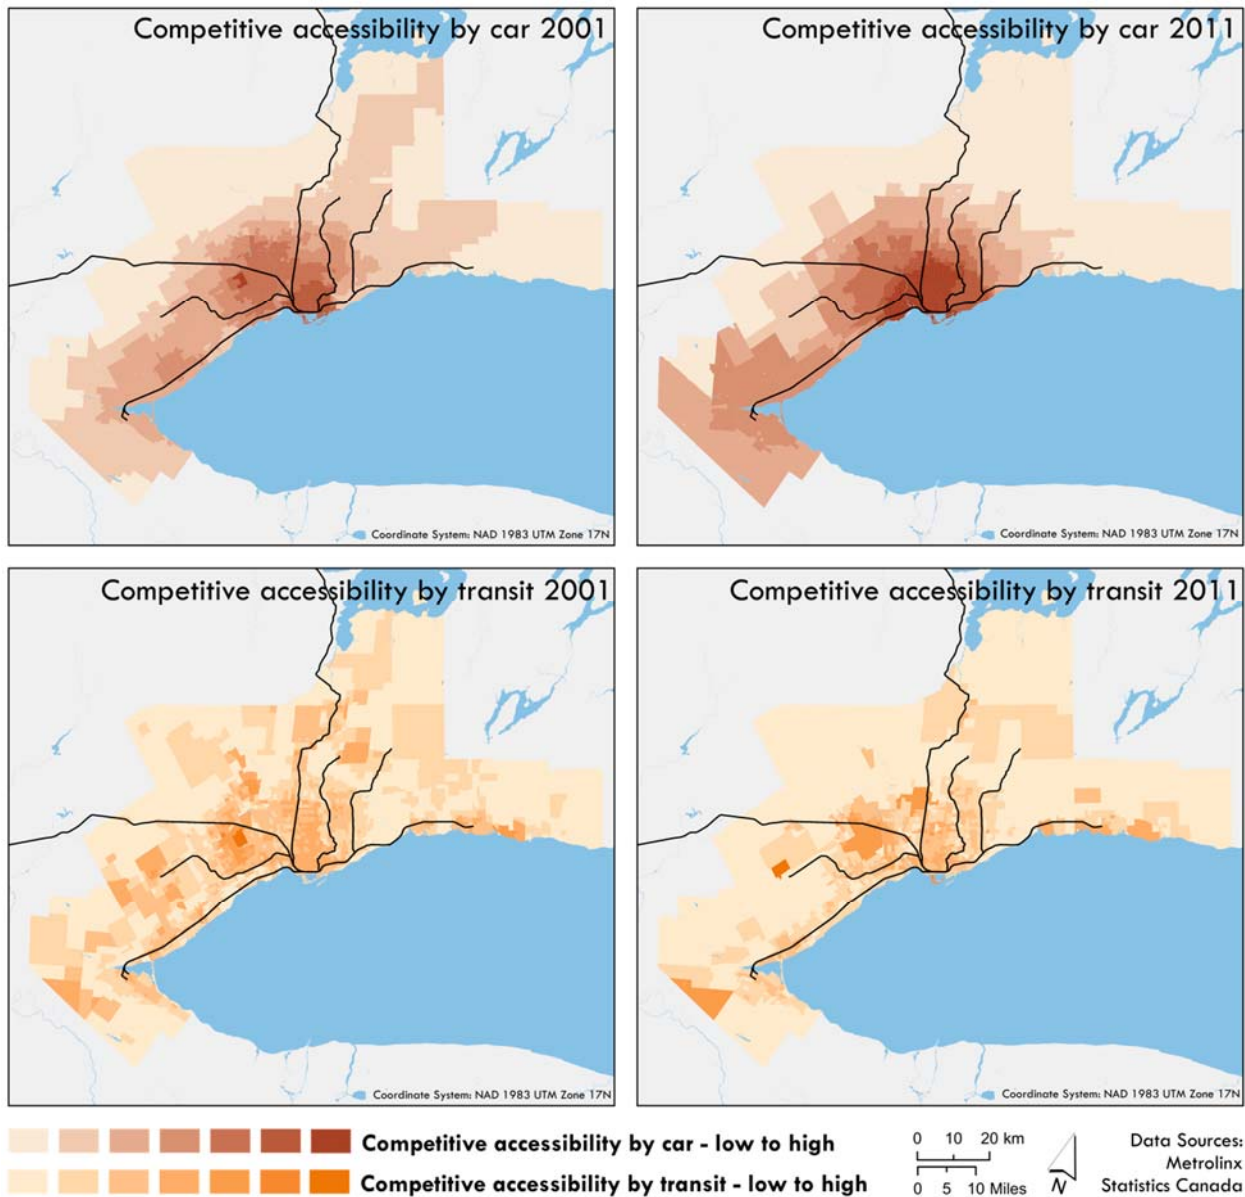 Competitive accessibility by car 2001
Competitive accessibility by car 2011
Coordinate System: NAD 1983 UTM Zone 17N
Coordinate System: NAD 1983 UTM Zone 17N
Competitive accessibility by transit 2001
Competitive accessibility by transit 2011
Coordinate System: NAD 1983 UTM Zone 17N
Coordinate System: NAD 1983 UTM Zone 17N
Competitive accessibility by car - low to high
Competitive accessibility by transit - low to high
0 10 20 km
0 5 10 Miles
N
Data Sources:
Metrolinx
Statistics Canada